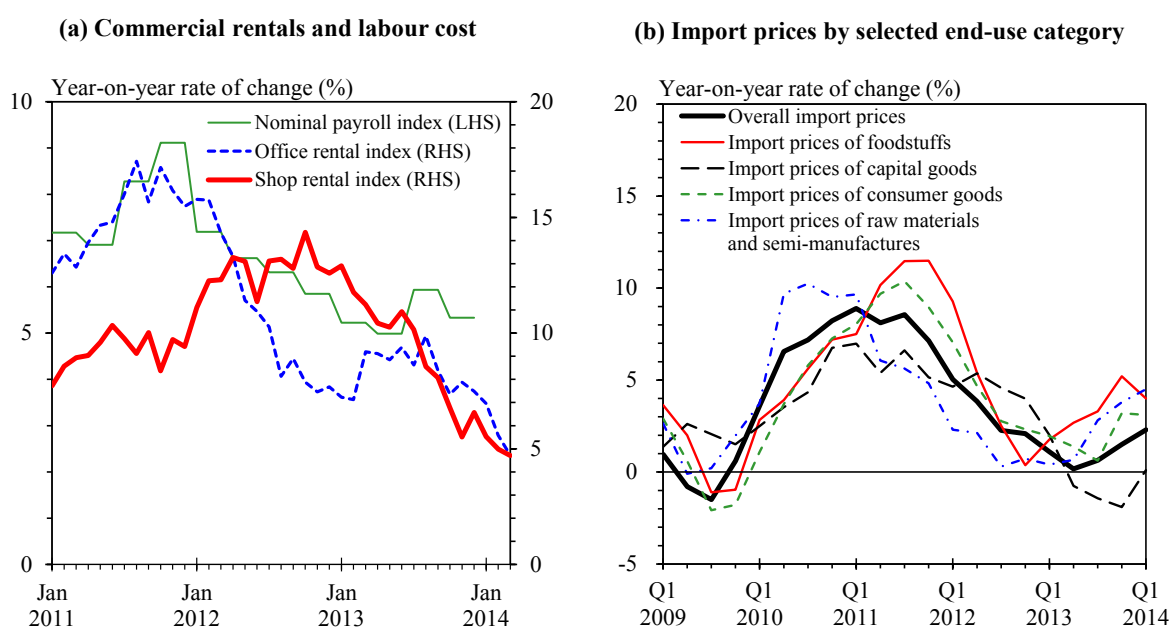 (a) Commercial rentals and labour cost
Year-on-year rate of change (%)
10
5
0
20
15
10
5
0
Nominal payroll index (LHS)
Office rental index (RHS)
Shop rental index (RHS)
Jan
2011
Jan
2012
Jan
2013
Jan
2014
(b) Import prices by selected end-use category
Year-on-year rate of change (%)
20
15
10
5
0
-5
Overall import prices
Import prices of foodstuffs
Import prices of capital goods
Import prices of consumer goods
Import prices of raw materials
and semi-manufactures
Q1
2009
Q1
2010
Q1
2011
Q1
2012
Q1
2013
Q1
2014